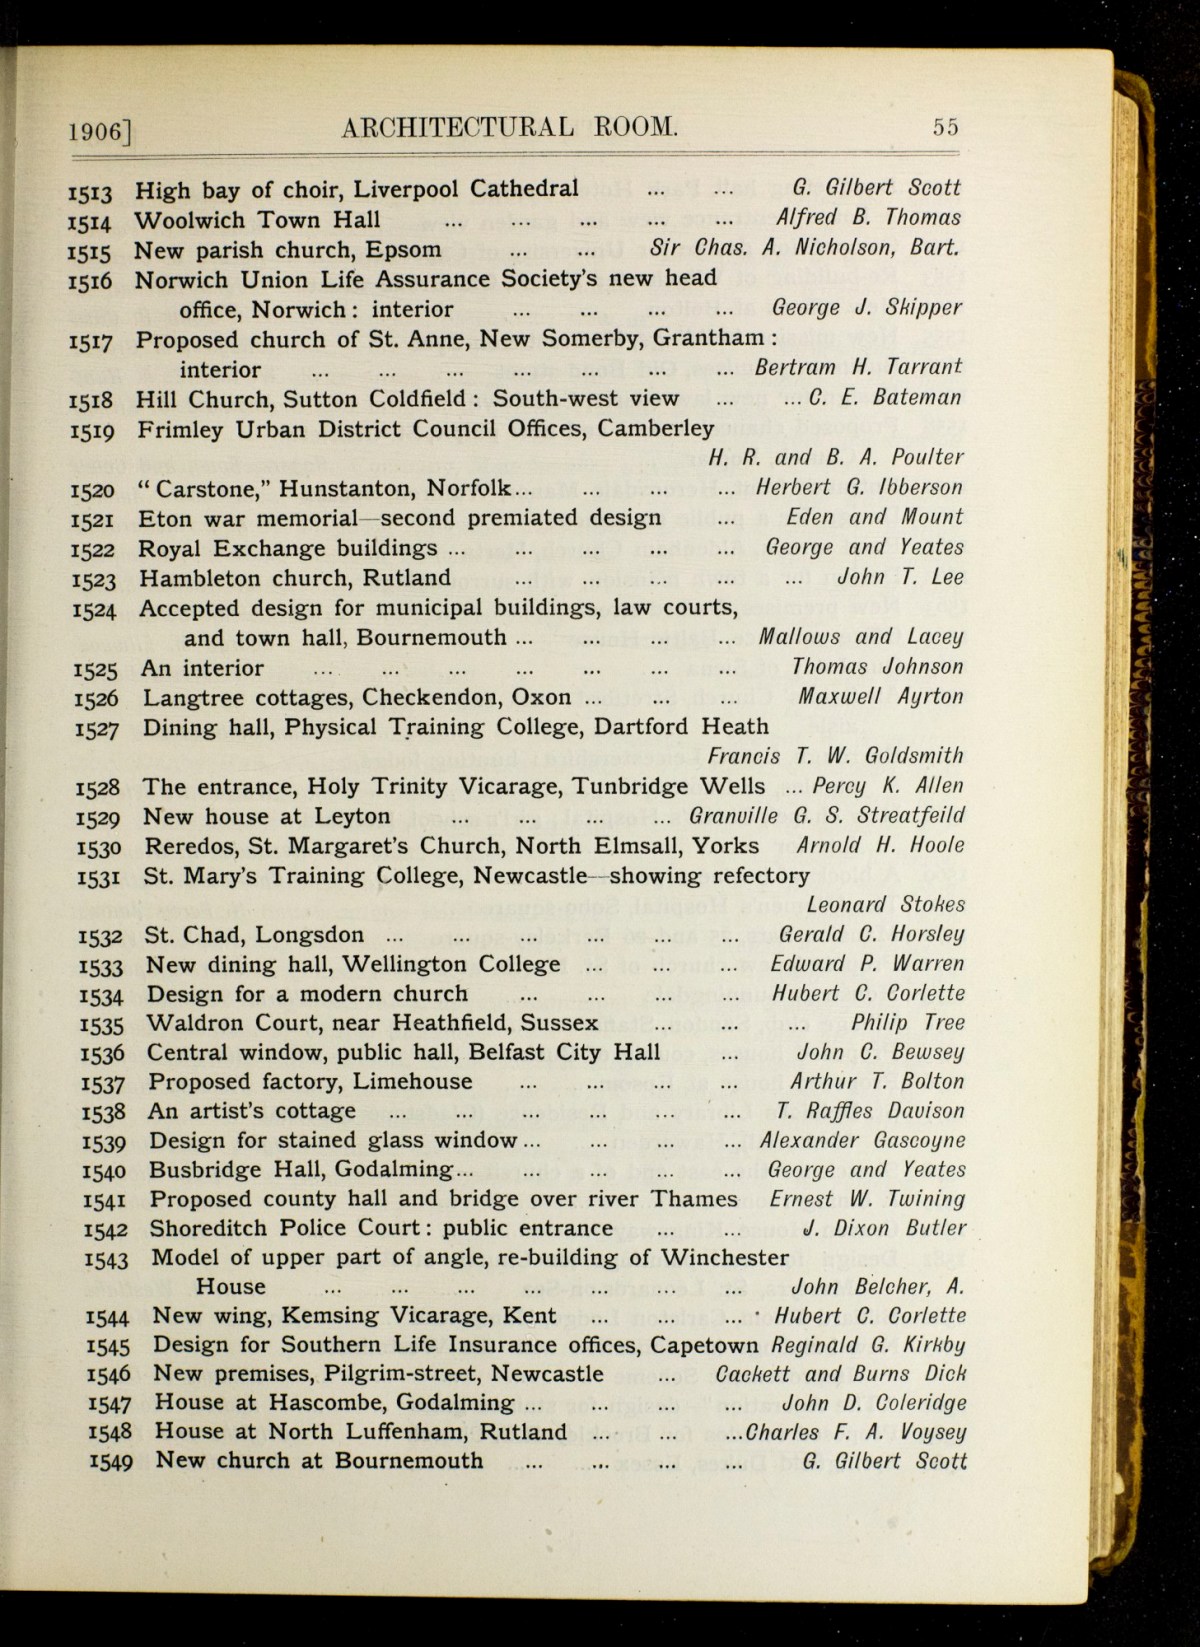 1906] ARCHITECTURAL ROOM. 55
1513 High bay of choir, Liverpool Cathedral ... ... G. Gilbert Scott
1514 Woolwich Town Hall ... ... ... ... ... Alfred B. Thomas
1515 New parish church, Epsom ... ... Sir Chas. A. Nicholson, Bart.
1516 Norwich Union Life Assurance Society's new head
office, Norwich : interior ... ... ... ... George J. Skipper
1517 Proposed church of St. Anne, New Somerby, Grantham :
interior ... ... ... ... ... ... ... Bertram H. Tarrant
1518 Hill Church, Sutton Coldfield : South-west view ... ... C. E. Bateman
1519 Frimley Urban District Council Offices, Camberley
H. R. and B. A. Poulter
1520 " Carstone," Hunstanton, Norfolk... ... ... ... Herbert G. Ibberson
1521 Eton war memorial—second premiated design ... Eden and Mount
1522 Royal Exchange buildings ... ... ... ... ... George and Yeates
1523 Hambleton church, Rutland ... ... ... ... ... John T. Lee
1524 Accepted design for municipal buildings, law courts,
and town hall, Bournemouth ... ... ... ... Mallows and Lacey
1525 An interior ... ... ... ... ... ... ... Thomas Johnson
1526 Langtree cottages, Checkendon, Oxon ... ... ... Maxwell Ayrton
1527 Dining hall, Physical Training College, Dartford Heath
Francis T. W. Goldsmith
1528 The entrance, Holy Trinity Vicarage, Tunbridge Wells ... Percy K. Allen
1529 New house at Leyton ... ... ... ... Granville G. S. Streatfeild
1530 Reredos, St. Margaret's Church, North Elmsall, Yorks Arnold H. Hoole
1531 St. Mary's Training College, Newcastle—showing refectory
Leonard Stokes
1532 St. Chad, Longsdon ... ... ... ... ... ... Gerald C. Horsley
1533 New dining hall, Wellington College ... ... ... Edward P. Warren
1534 Design for a modern church ... ... ... ... Hubert C. Corlette
1535 Waldron Court, near Heathfield, Sussex ... ... ... Philip Tree
1536 Central window, public hall, Belfast City Hall ... John C. Bewsey
1537 Proposed factory, Limehouse ... ... ... ... Arthur T. Bolton
1538 An artist's cottage ... ... ... ... ... ... T. Raffles Davison
1539 Design for stained glass window ... ... ... ... Alexander Gascoyne
1540 Busbridge Hall, Godalming... ... ... ... ... George and Yeates
1541 Proposed county hall and bridge over river Thames Ernest W. Twining
1542 Shoreditch Police Court : public entrance ... ... J. Dixon Butler
1543 Model of upper part of angle, re-building of Winchester
House ... ... ... ... ... ... ... John Belcher, A.
1544 New wing, Kemsing Vicarage, Kent ... ... ... Hubert C. Corlette
1545 Design for Southern Life Insurance offices, Capetown Reginald G. Kirkby
1546 New premises, Pilgrim-street, Newcastle ... Cackett and Burns Dick
1547 House at Hascombe, Godalming ... ... ... ... John D. Coleridge
1548 House at North Luffenham, Rutland ... ... ...Charles F. A. Voysey
1549 New church at Bournemouth ... ... ... ... G. Gilbert Scott